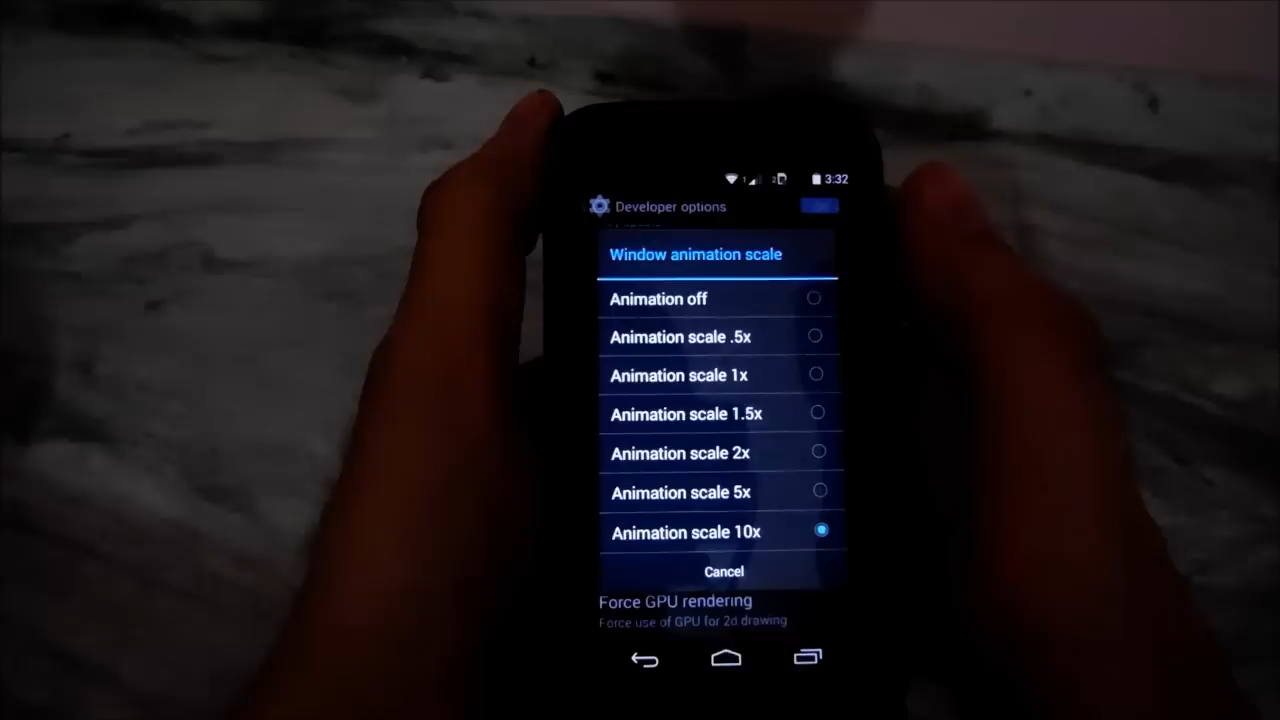 1 2 3:32
Developer options
Window animation scale
Animation off
Animation scale .5x
Animation scale 1x
Animation scale 1.5x
Animation scale 2x
Animation scale 5x
Animation scale 10x
Cancel
Force GPU rendering
Force use of GPU for 2d drawing